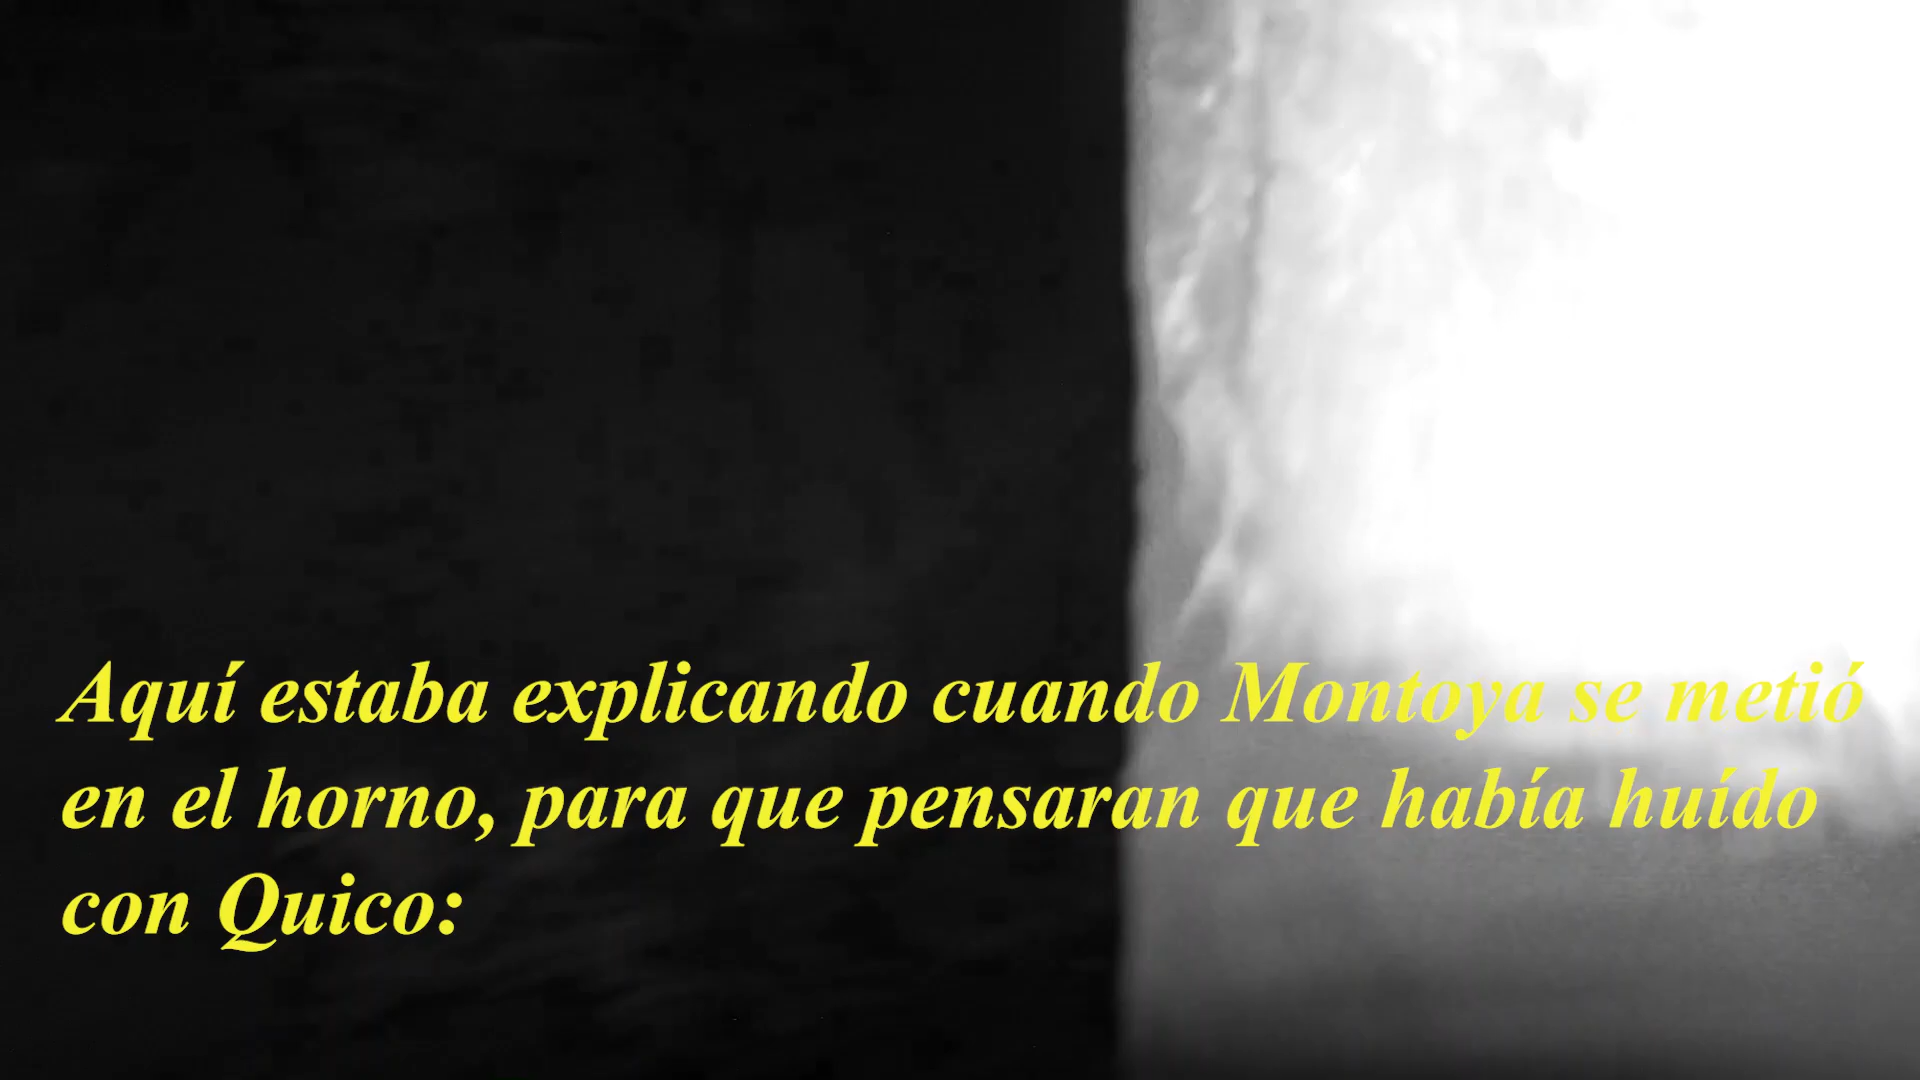 Aquí estaba explicando cuando Montoya se metió
en el horno, para que pensaran que había huído
con Quico: